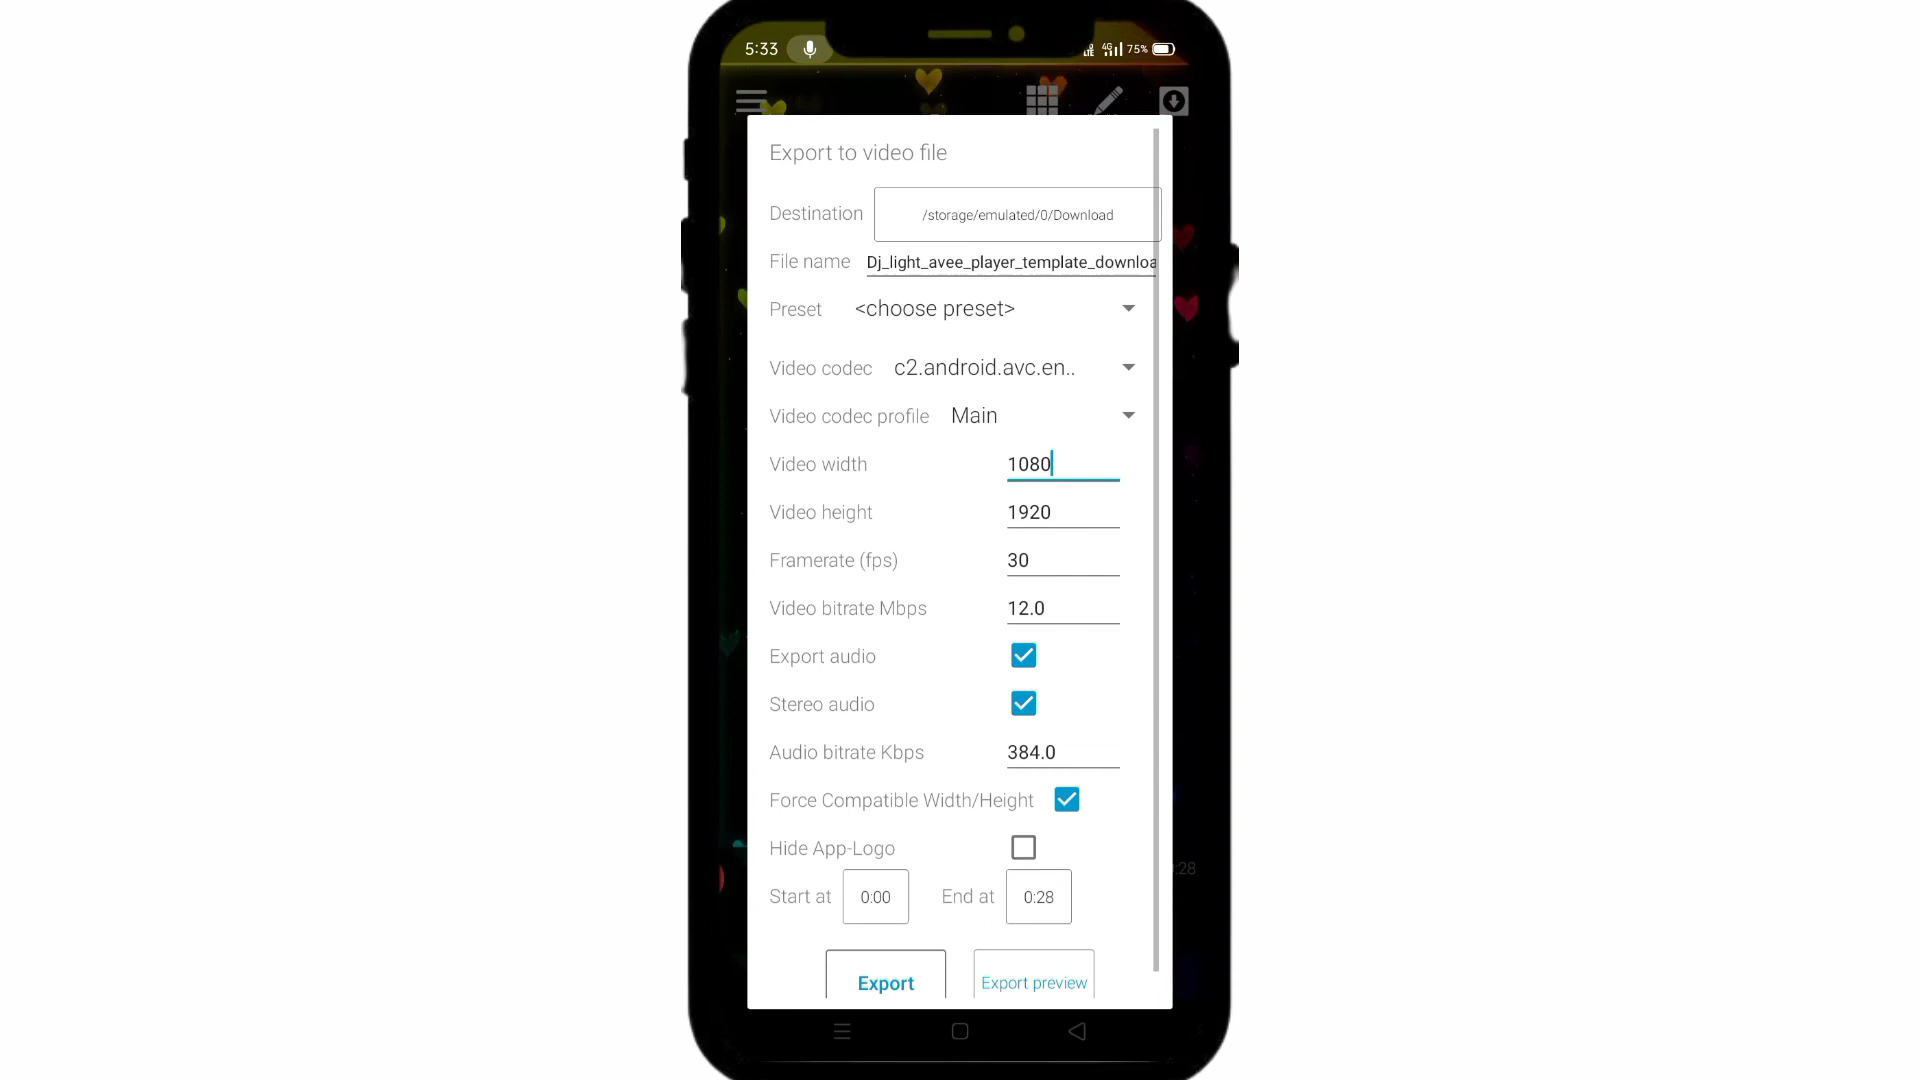 5:33
4G 75%
Export to video file
Destination /storage/emulated/0/Download
File name Dj_light_avee_player_template_downloa
Preset <choose preset>
Video codec c2.android.avc.en..
Video codec profile Main
Video width 1080
Video height 1920
Framerate (fps) 30
Video bitrate Mbps 12.0
Export audio
Stereo audio
Audio bitrate Kbps 384.0
Force Compatible Width/Height
Hide App-Logo
:28
Start at 0:00 End at 0:28
Export Export preview